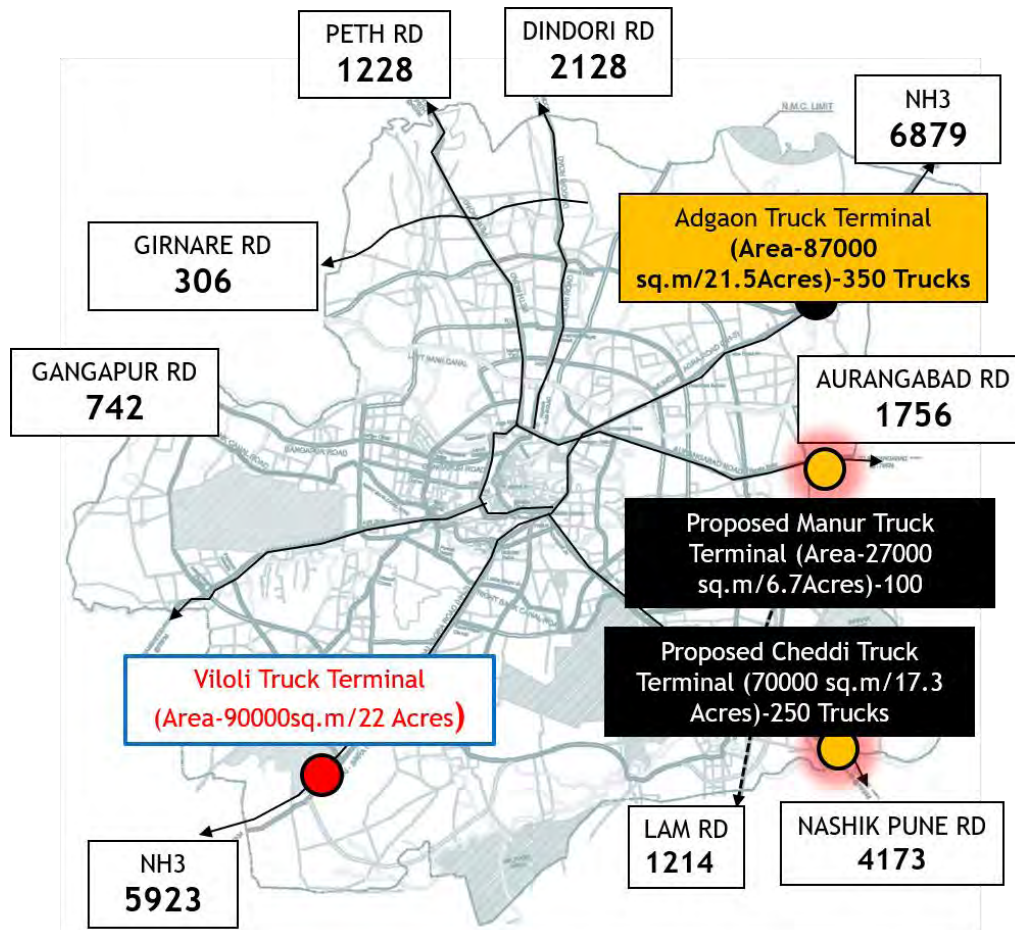 PETH RD
1228
DINDORI RD
2128
N.M.C. LIMIT
NH3
6879
Adgaon Truck Terminal
(Area-87000
sq.m/21.5Acres)-350 Trucks
GIRNARE RD
306
GANGAPUR RD
742
AURANGABAD RD
1756
Proposed Manur Truck
Terminal (Area-27000
sq.m/6.7Acres)-100
Proposed Cheddi Truck
Terminal (70000 sq.m/17.3
Acres)-250 Trucks
Viloli Truck Terminal
(Area-90000sq.m/22 Acres)
NH3
5923
LAM RD
1214
NASHIK PUNE RD
4173